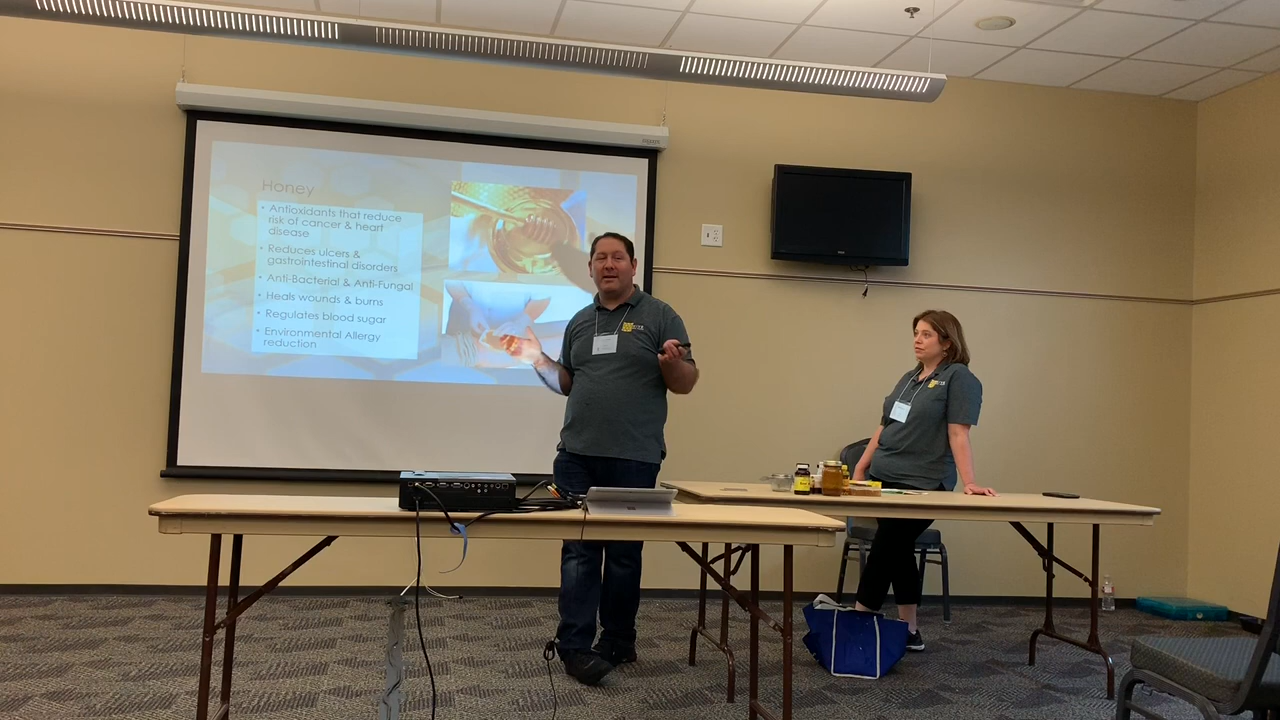 Honey
• Antioxidants that reduce
risk of cancer & heart
disease
• Reduces ulcers &
gastrointestinal disorders
• Anti-Bacterial & Anti-Fungal
• Heals wounds & burns
• Regulates blood sugar
• Environmental Allergy
reduction